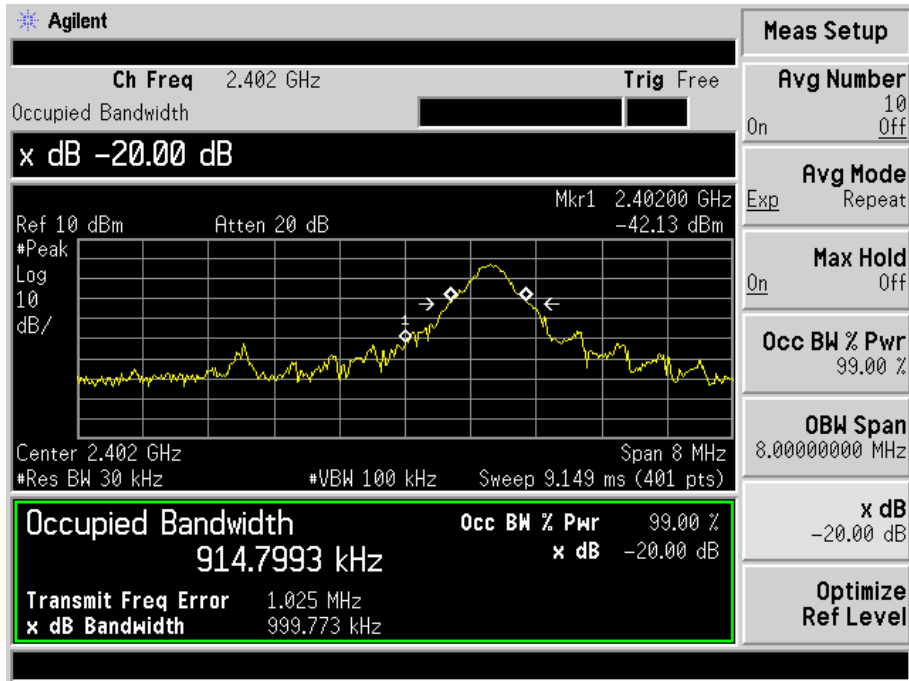 Agilent
Meas Setup
Ch Freq 2.402 GHz Trig Free
Occupied Bandwidth
Avg Number
10
On Off
x dB -20.00 dB
Avg Mode
Exp Repeat
Mkr1 2.40200 GHz
Ref 10 dBm Atten 20 dB -42.13 dBm
#Peak
Log
10
dB/
1
Max Hold
On Off
Occ BW % Pwr
99.00 %
Center 2.402 GHz Span 8 MHz
#Res BW 30 kHz #VBW 100 kHz Sweep 9.149 ms (401 pts)
OBW Span
8.00000000 MHz
Occupied Bandwidth
914.7993 kHz
Occ BW % Pwr 99.00 %
x dB -20.00 dB
Transmit Freq Error 1.025 MHz
x dB Bandwidth 999.773 kHz
x dB
-20.00 dB
Optimize
Ref Level